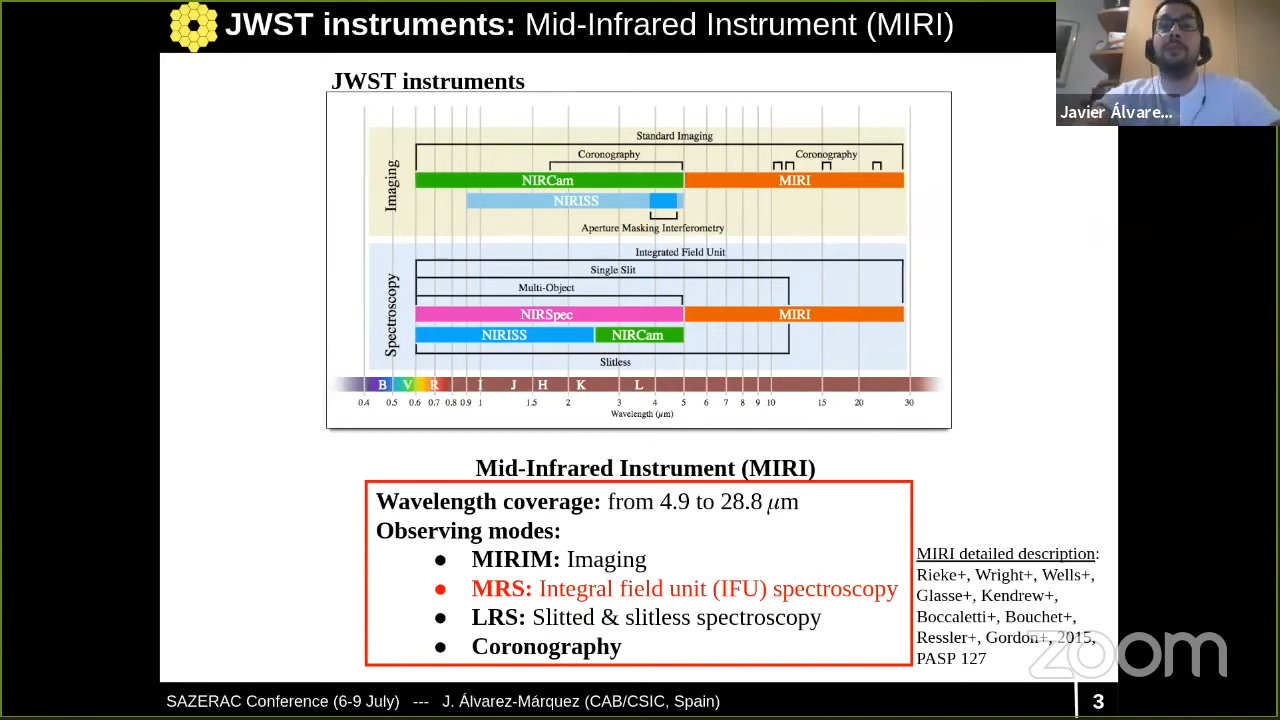 JWST instruments: Mid-Infrared Instrument (MIRI)
Javier Álvare...
JWST instruments
Standard Imaging
Coronography
Coronography
Imaging
NIRCam
MIRI
NIRISS
Aperture Masking Interferometry
Integrated Field Unit
Single Slit
Multi-Object
Spectroscopy
NIRSpec
MIRI
NIRISS
NIRCam
Slitless
B V R I J H K L
0.4 0.5 0.6 0.7 0.8 0.9 1 1.5 2 3 4 5 6 7 8 9 10 15 20 30
Wavelength (μm)
Mid-Infrared Instrument (MIRI)
Wavelength coverage: from 4.9 to 28.8 μm
Observing modes:
● MIRIM: Imaging
● MRS: Integral field unit (IFU) spectroscopy
● LRS: Slitted & slitless spectroscopy
● Coronography
MIRI detailed description:
Rieke+, Wright+, Wells+,
Glasse+, Kendrew+,
Boccaletti+, Bouchet+,
Ressler+, Gordon+, 2015,
PASP 127
zoom
SAZERAC Conference (6-9 July) --- J. Álvarez-Márquez (CAB/CSIC, Spain)
3